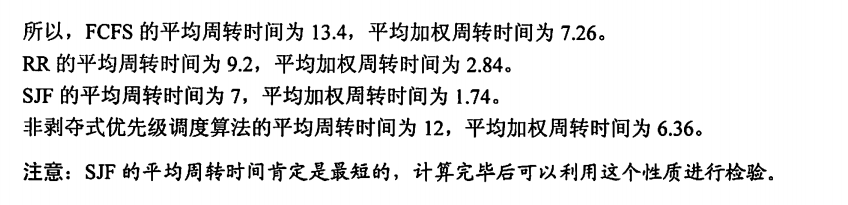 所以，FCFS 的平均周转时间为 13.4，平均加权周转时间为 7.26。
RR 的平均周转时间为 9.2，平均加权周转时间为 2.84。
SJF 的平均周转时间为 7，平均加权周转时间为 1.74。
非剥夺式优先级调度算法的平均周转时间为 12，平均加权周转时间为 6.36。
注意：SJF 的平均周转时间肯定是最短的，计算完毕后可以利用这个性质进行检验。